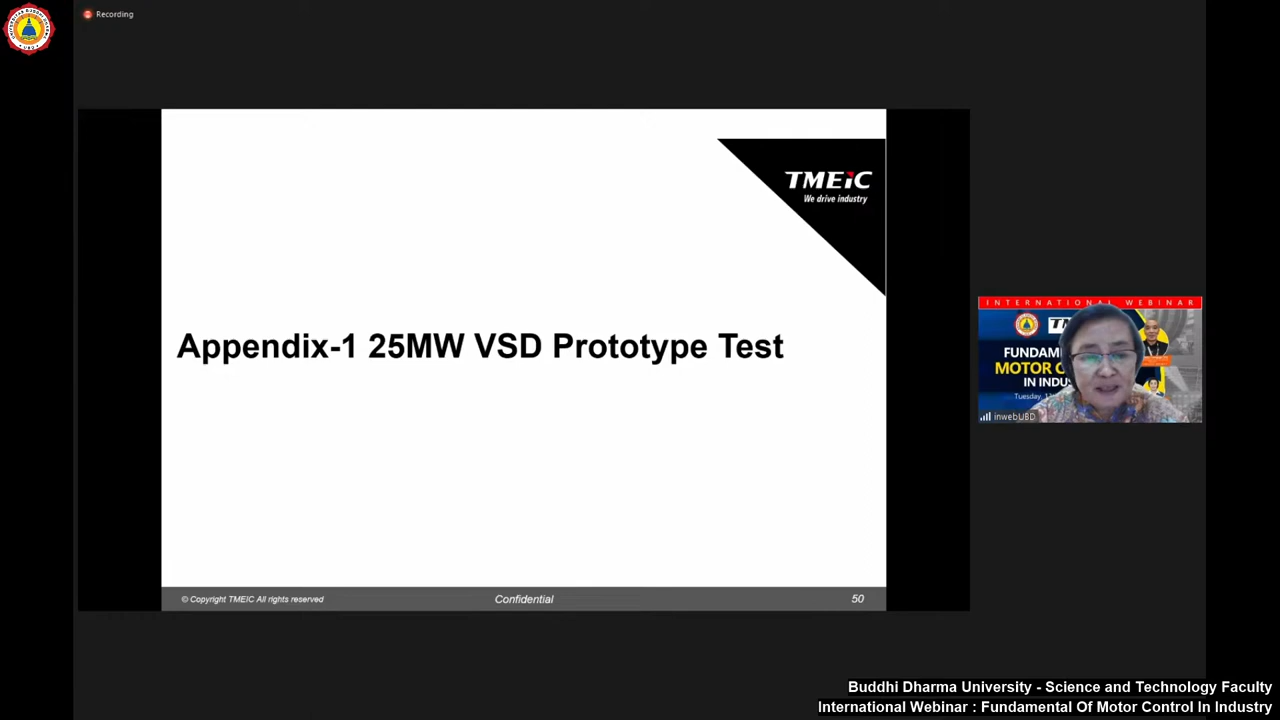 Recording
TMEiC
We drive industry
Appendix-1 25MW VSD Prototype Test
© Copyright TMEIC All rights reserved
Confidential
50
INTERNATIONAL WEBINAR
FUNDAM
MOTOR C
IN INDU
Tuesday,
inwebUBD
Buddhi Dharma University - Science and Technology Faculty
International Webinar : Fundamental Of Motor Control In Industry